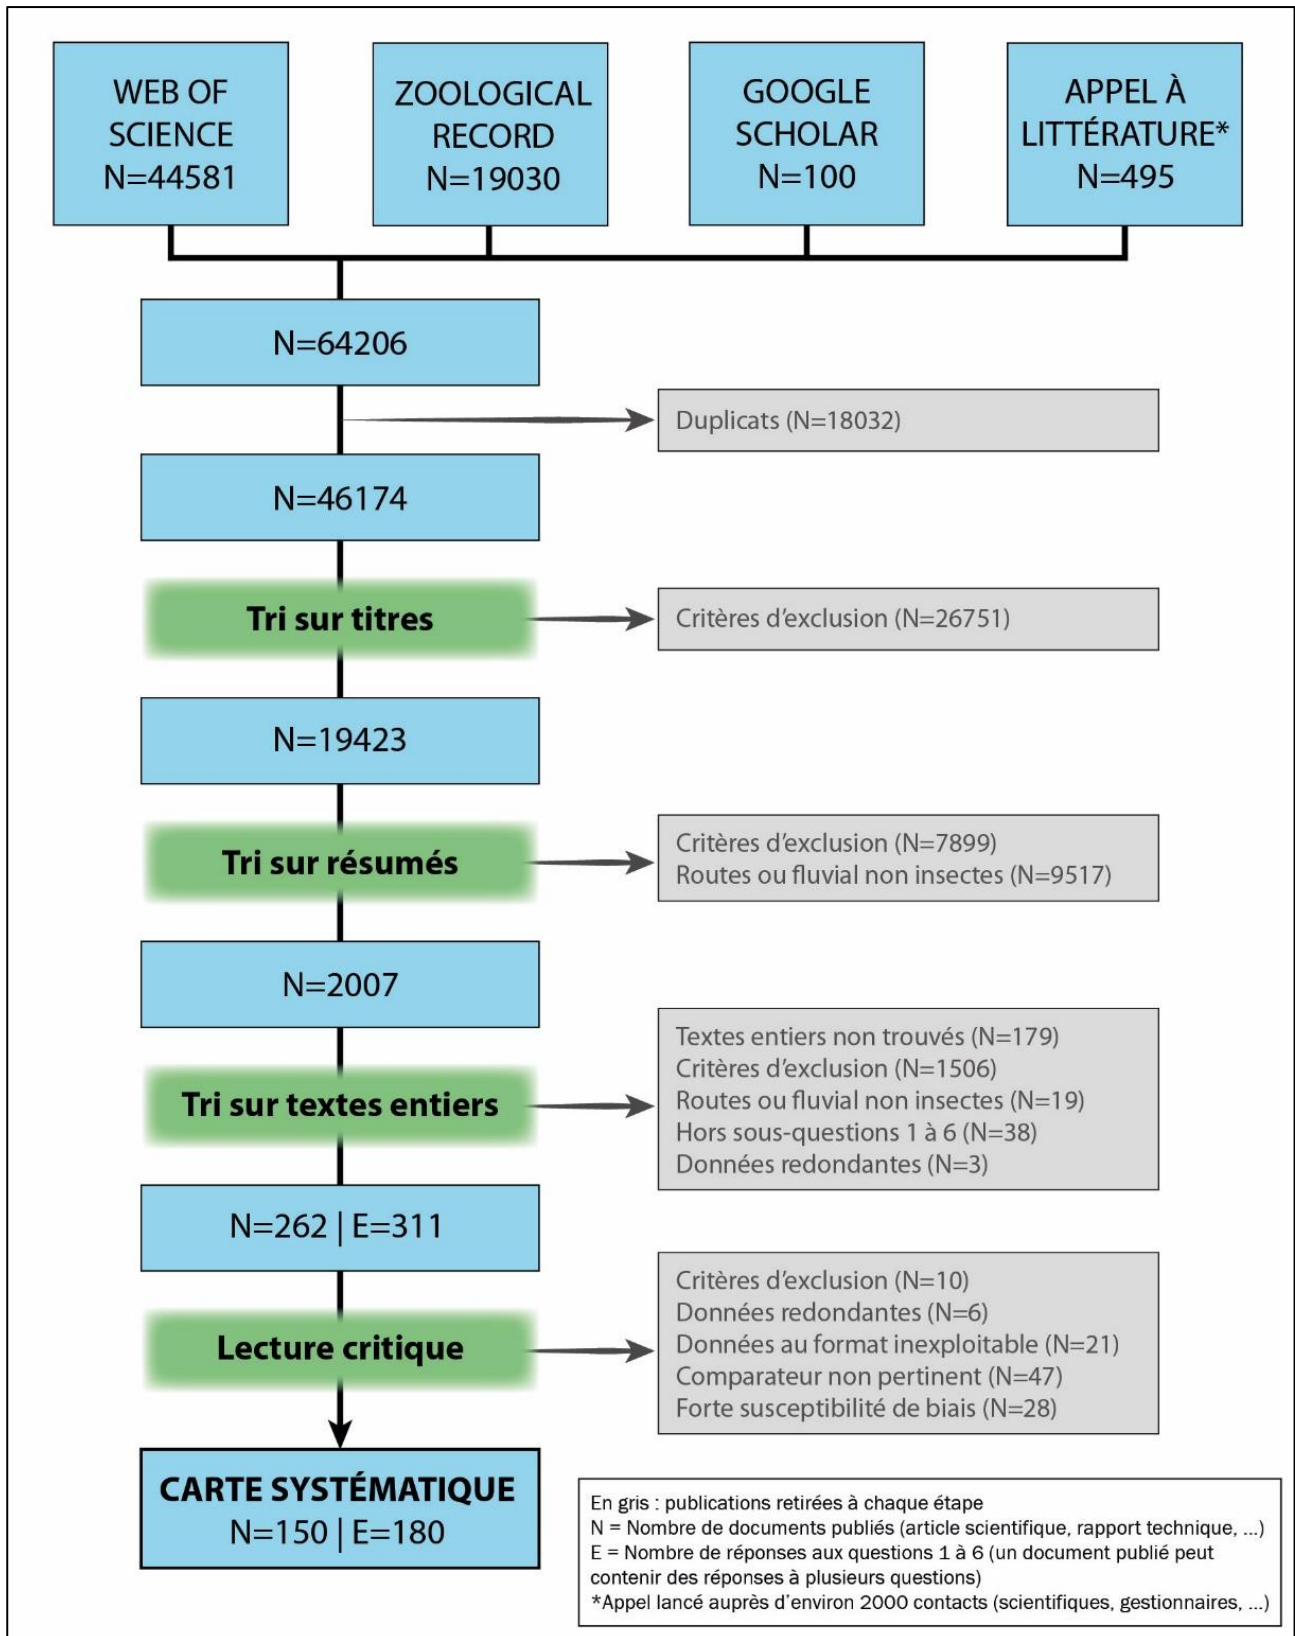 WEB OF
SCIENCE
N=44581
ZOOLOGICAL
RECORD
N=19030
GOOGLE
SCHOLAR
N=100
APPEL À
LITTÉRATURE*
N=495
N=64206
Duplicats (N=18032)
N=46174
Tri sur titres
Critères d'exclusion (N=26751)
N=19423
Tri sur résumés
Critères d'exclusion (N=7899)
Routes ou fluvial non insectes (N=9517)
N=2007
Tri sur textes entiers
Textes entiers non trouvés (N=179)
Critères d'exclusion (N=1506)
Routes ou fluvial non insectes (N=19)
Hors sous-questions 1 à 6 (N=38)
Données redondantes (N=3)
N=262 | E=311
Lecture critique
Critères d'exclusion (N=10)
Données redondantes (N=6)
Données au format inexploitable (N=21)
Comparateur non pertinent (N=47)
Forte susceptibilité de biais (N=28)
CARTE SYSTÉMATIQUE
N=150 | E=180
En gris : publications retirées à chaque étape
N = Nombre de documents publiés (article scientifique, rapport technique, ...)
E = Nombre de réponses aux questions 1 à 6 (un document publié peut
contenir des réponses à plusieurs questions)
*Appel lancé auprès d'environ 2000 contacts (scientifiques, gestionnaires, ...)